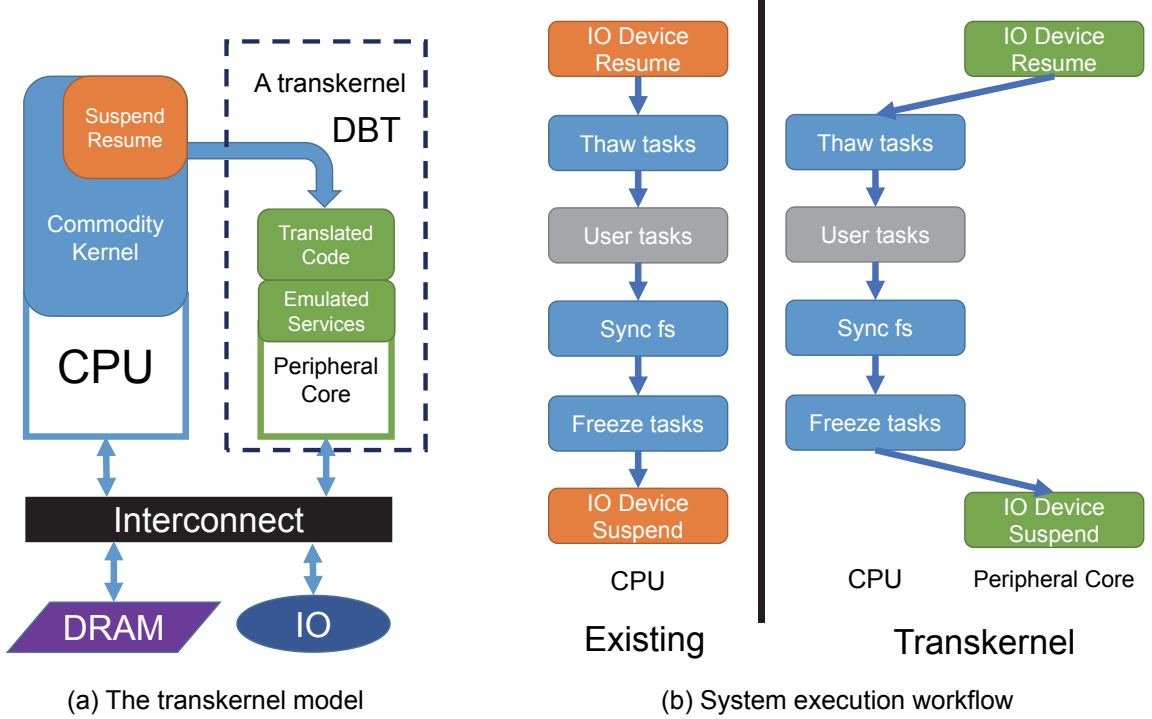 Suspend
Resume
Commodity
Kernel
CPU
A transkernel
DBT
Translated
Code
Emulated
Services
Peripheral
Core
Interconnect
DRAM
IO
(a) The transkernel model
IO Device
Resume
Thaw tasks
User tasks
Sync fs
Freeze tasks
IO Device
Suspend
CPU
Existing
IO Device
Resume
Thaw tasks
User tasks
Sync fs
Freeze tasks
IO Device
Suspend
CPU
Peripheral Core
Transkernel
(b) System execution workflow